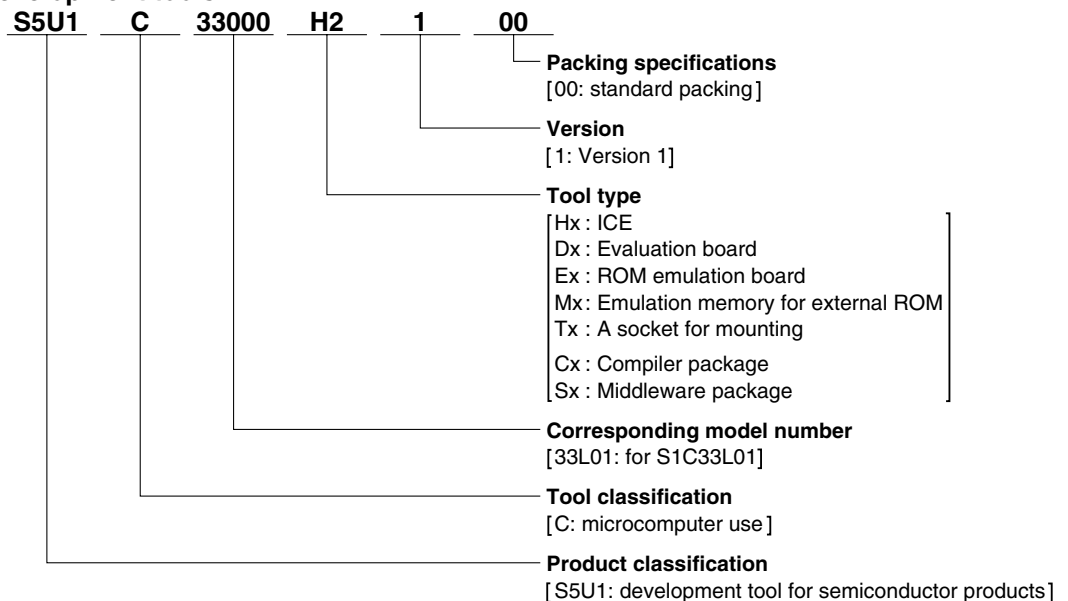 S5U1 C 33000 H2 1 00
Packing specifications
[00: standard packing]
Version
[1: Version 1]
Tool type
[Hx : ICE
Dx : Evaluation board
Ex : ROM emulation board
Mx : Emulation memory for external ROM
Tx : A socket for mounting
Cx : Compiler package
Sx : Middleware package]
Corresponding model number
[33L01: for S1C33L01]
Tool classification
[C: microcomputer use]
Product classification
[S5U1: development tool for semiconductor products]